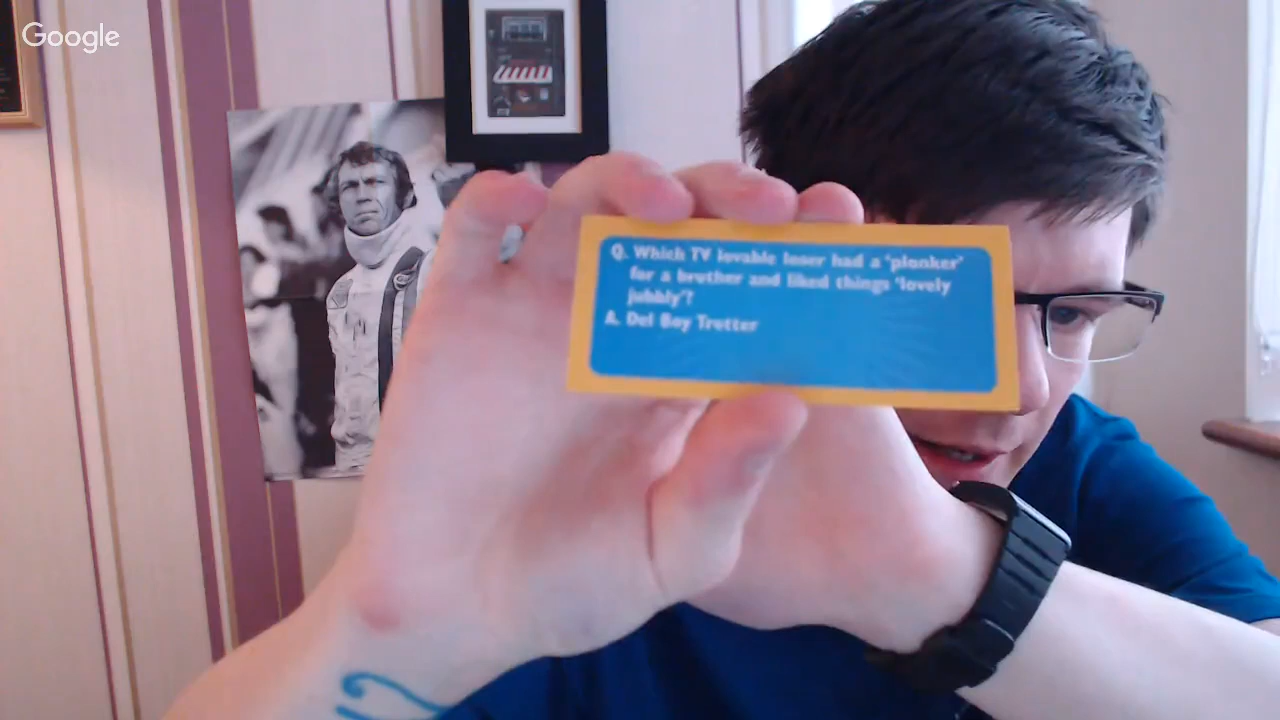 Google
Q. Which TV lovable loser had a 'plonker'
for a brother and liked things 'lovely
jubbly'?
A. Del Boy Trotter